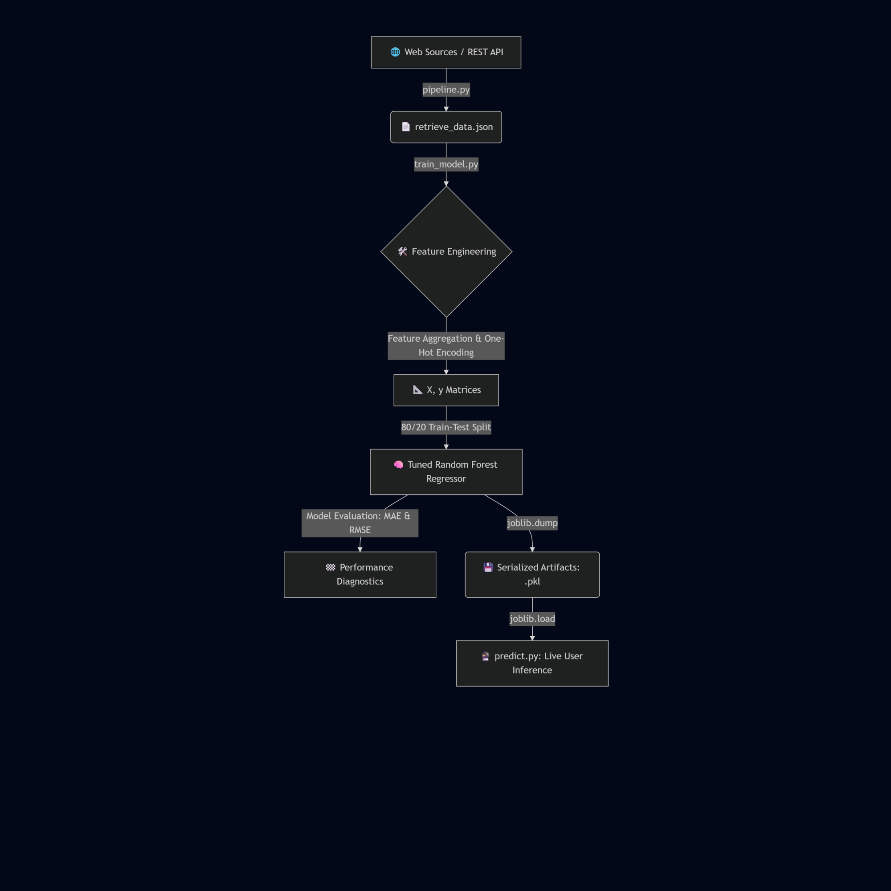 🌐 Web Sources / REST API
pipeline.py
📄 retrieve_data.json
train_model.py
🛠️ Feature Engineering
Feature Aggregation & One-
Hot Encoding
📐 X, y Matrices
80/20 Train-Test Split
🧠 Tuned Random Forest
Regressor
Model Evaluation: MAE &
RMSE
joblib.dump
🏁 Performance
Diagnostics
💾 Serialized Artifacts:
.pkl
joblib.load
🔮 predict.py: Live User
Inference